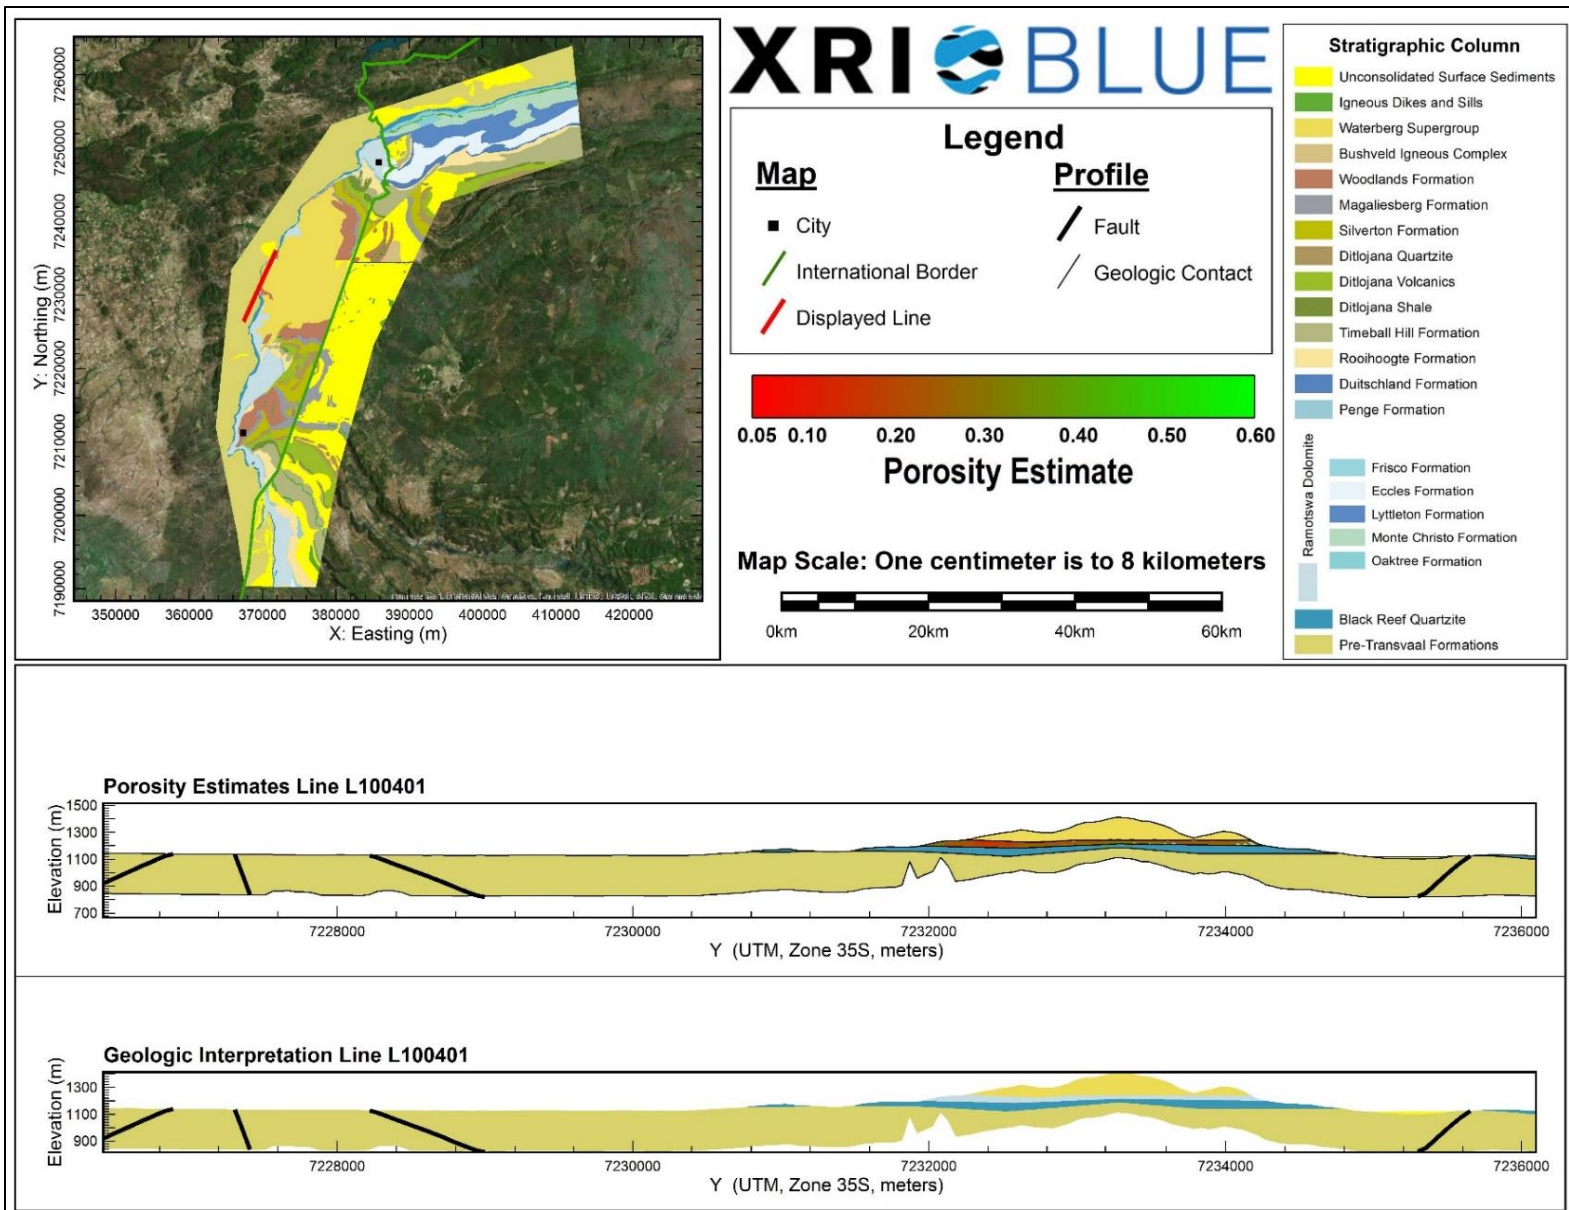 7260000
7250000
7240000
7230000
7220000
7210000
7200000
7190000
Y: Northing (m)
350000 360000 370000 380000 390000 400000 410000 420000
X: Easting (m)
XRI BLUE
Legend
Map
City
International Border
Displayed Line
Profile
Fault
Geologic Contact
0.05 0.10 0.20 0.30 0.40 0.50 0.60
Porosity Estimate
Map Scale: One centimeter is to 8 kilometers
0km 20km 40km 60km
Stratigraphic Column
Unconsolidated Surface Sediments
Igneous Dikes and Sills
Waterberg Supergroup
Bushveld Igneous Complex
Woodlands Formation
Magaliesberg Formation
Silverton Formation
Ditlojana Quartzite
Ditlojana Volcanics
Ditlojana Shale
Timeball Hill Formation
Rooihoogte Formation
Duitschland Formation
Penge Formation
Ramotswa Dolomite
Frisco Formation
Eccles Formation
Lyttleton Formation
Monte Christo Formation
Oaktree Formation
Black Reef Quartzite
Pre-Transvaal Formations
Porosity Estimates Line L100401
Elevation (m)
1500
1300
1100
900
700
7228000 7230000 7232000 7234000 7236000
Y (UTM, Zone 35S, meters)
Geologic Interpretation Line L100401
Elevation (m)
1300
1100
900
7228000 7230000 7232000 7234000 7236000
Y (UTM, Zone 35S, meters)